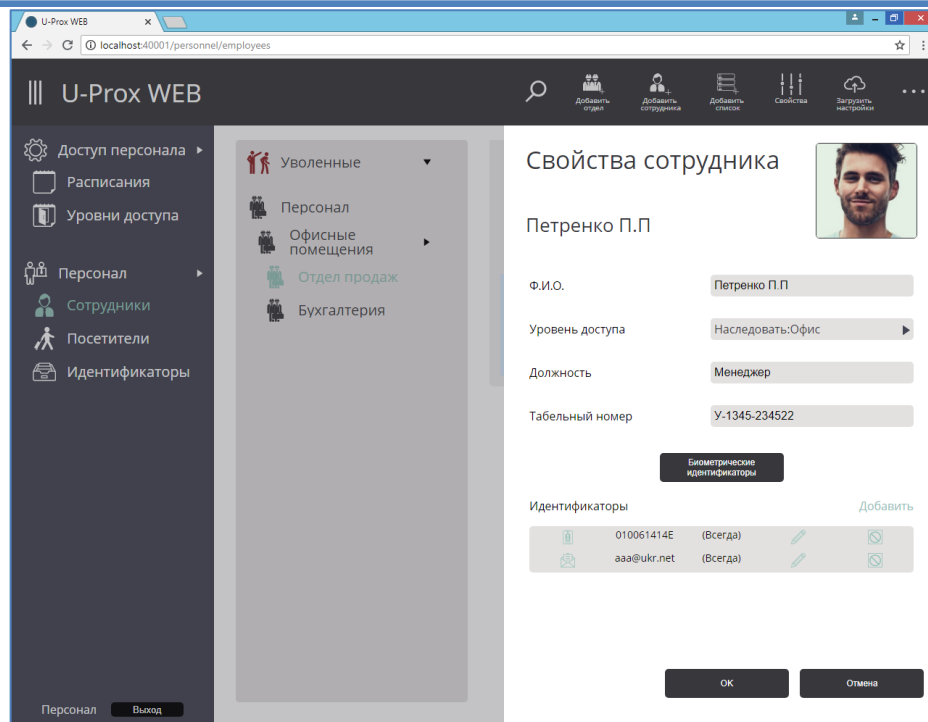 U-Prox WEB
localhost:40001/personnel/employees
U-Prox WEB
Добавить отдел
Добавить сотрудника
Добавить список
Свойства
Загрузить настройки
Доступ персонала
Расписания
Уровни доступа
Персонал
Сотрудники
Посетители
Идентификаторы
Персонал
Выход
Уволенные
Персонал
Офисные
помещения
Отдел продаж
Бухгалтерия
Свойства сотрудника
Петренко П.П
Ф.И.О. Петренко П.П
Уровень доступа Наследовать:Офис
Должность Менеджер
Табельный номер У-1345-234522
Биометрические
идентификаторы
Идентификаторы Добавить
010061414E (Всегда)
aaa@ukr.net (Всегда)
OK Отмена